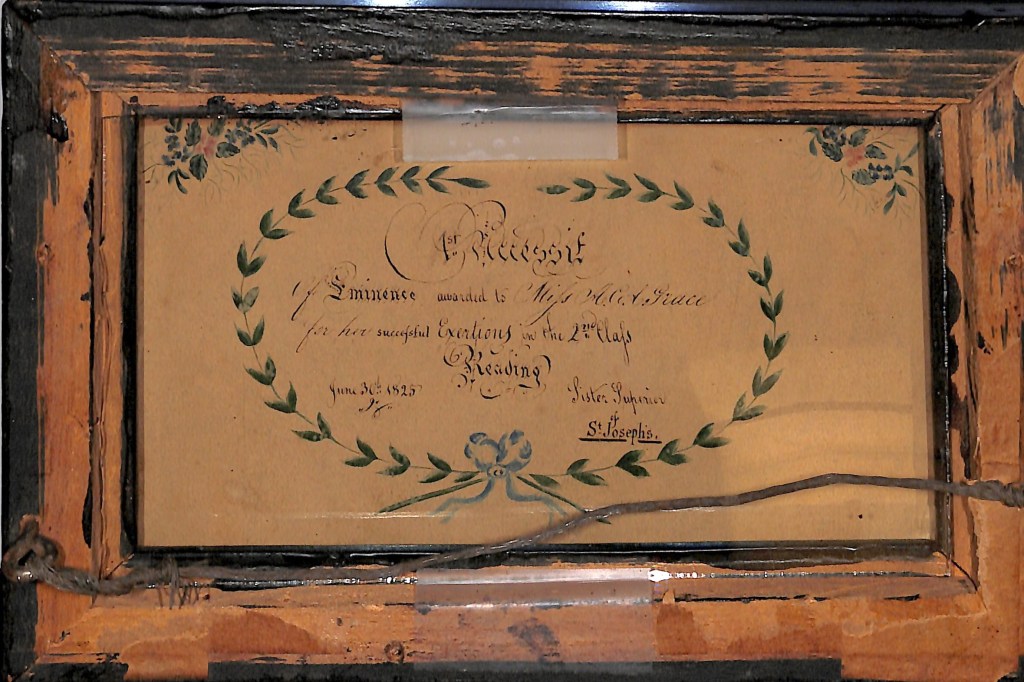 1st Accessit
Of Eminence awarded to Miss A. C. A. Grace
for her successful Exertions in the 2nd Class
Reading
June 30th 1825
Sister Superior
of
St Joseph's.